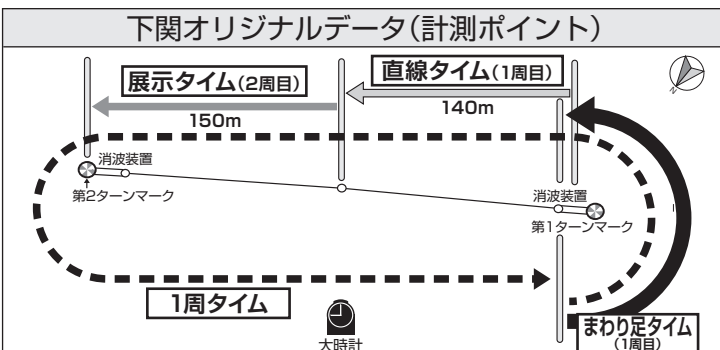 下関オリジナルデータ(計測ポイント)
展示タイム(2周目)
直線タイム(1周目)
150m
140m
N
消波装置
第2ターンマーク
消波装置
第1ターンマーク
1周タイム
大時計
まわり足タイム
(1周目)